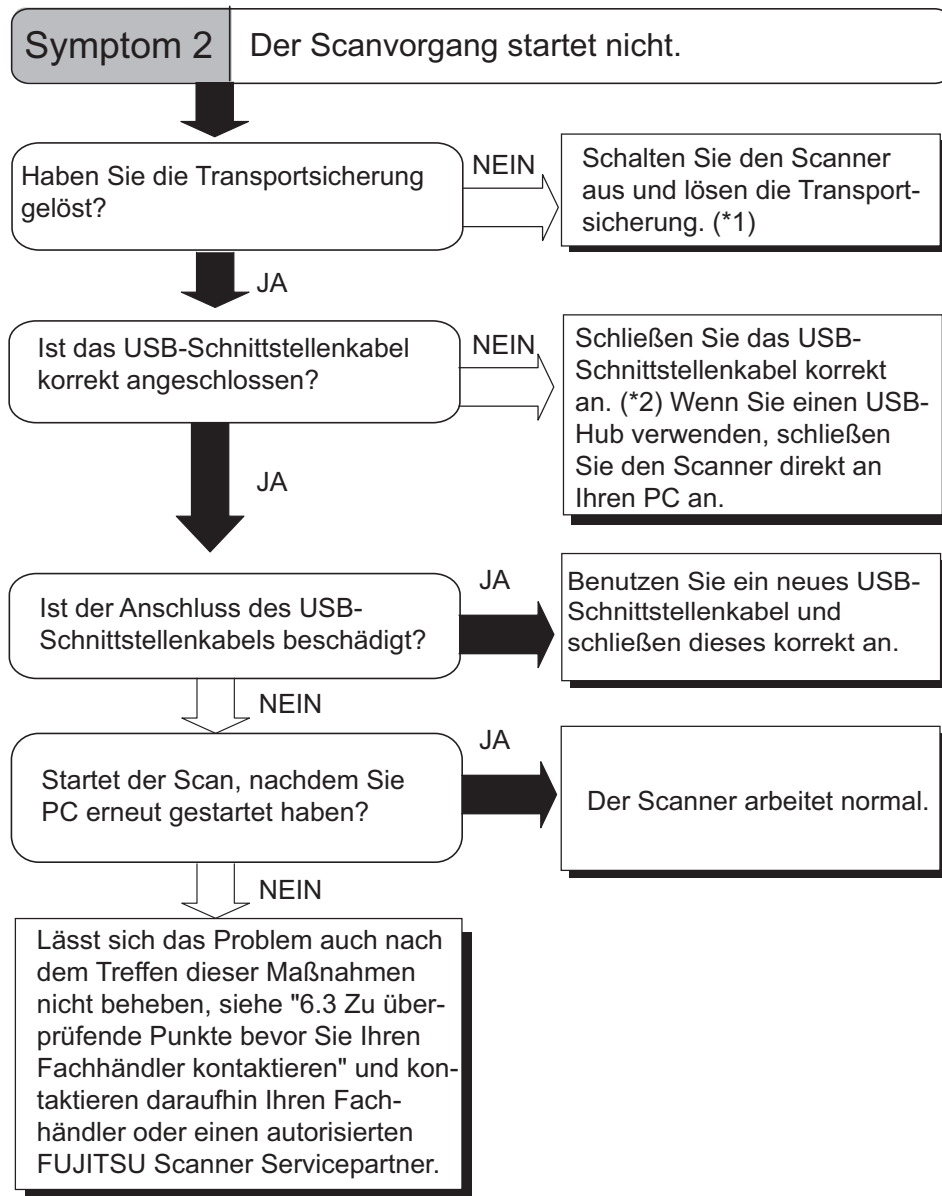 Symptom 2
Der Scanvorgang startet nicht.
Haben Sie die Transportsicherung
gelöst?
NEIN
Schalten Sie den Scanner
aus und lösen die Transport-
sicherung. (*1)
JA
Ist das USB-Schnittstellenkabel
korrekt angeschlossen?
NEIN
Schließen Sie das USB-
Schnittstellenkabel korrekt
an. (*2) Wenn Sie einen USB-
Hub verwenden, schließen
Sie den Scanner direkt an
Ihren PC an.
JA
Ist der Anschluss des USB-
Schnittstellenkabels beschädigt?
JA
Benutzen Sie ein neues USB-
Schnittstellenkabel und
schließen dieses korrekt an.
NEIN
Startet der Scan, nachdem Sie
PC erneut gestartet haben?
JA
Der Scanner arbeitet normal.
NEIN
Lässt sich das Problem auch nach
dem Treffen dieser Maßnahmen
nicht beheben, siehe "6.3 Zu über-
prüfende Punkte bevor Sie Ihren
Fachhändler kontaktieren" und kon-
taktieren daraufhin Ihren Fach-
händler oder einen autorisierten
FUJITSU Scanner Servicepartner.